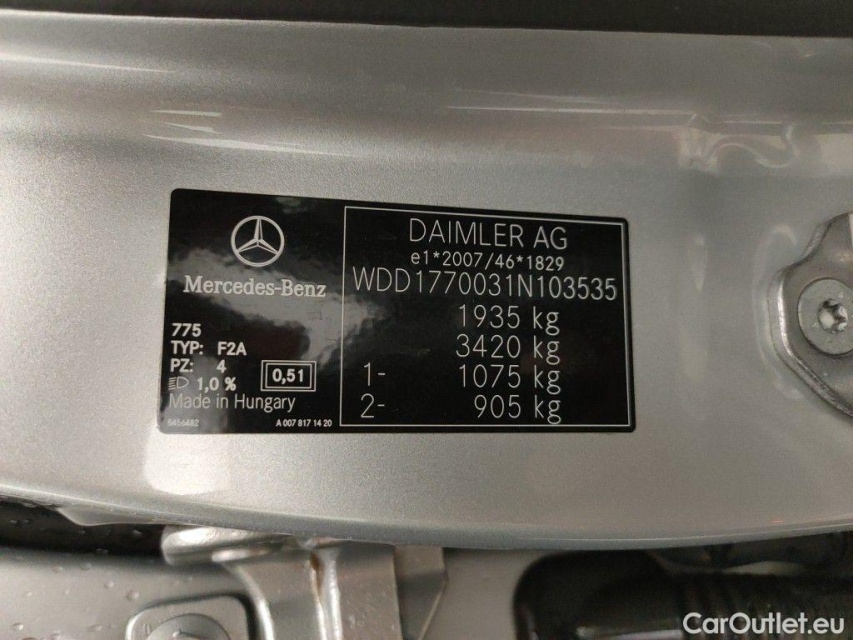 Mercedes-Benz
775
TYP: F2A
PZ: 4
1,0 %
0,51
Made in Hungary
A 007 817 14 20
DAIMLER AG
e1*2007/46*1829
WDD1770031N103535
1935 kg
3420 kg
1- 1075 kg
2- 905 kg
CarOutlet.eu